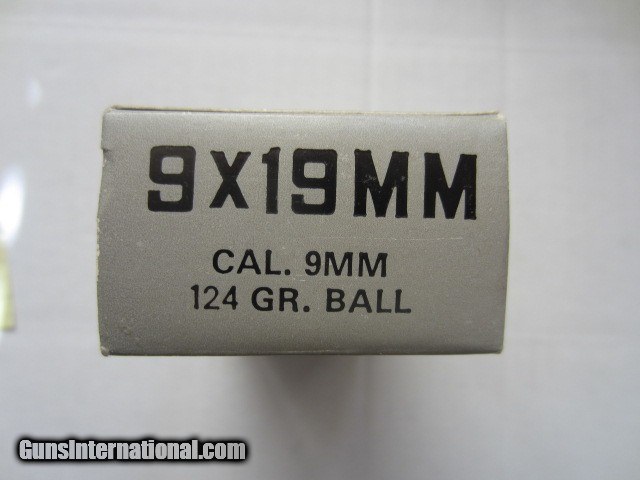 9X19MM
CAL. 9MM
124 GR. BALL
GunsInternational.com